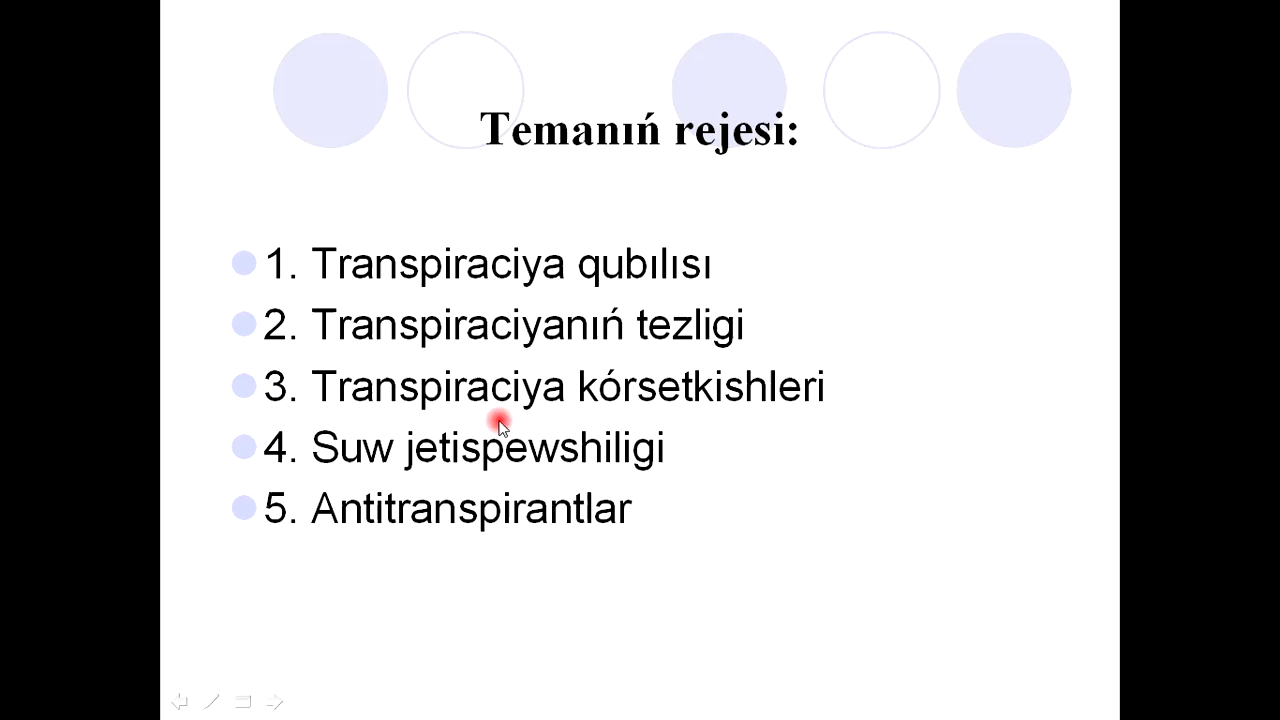 Temanıń rejesi:
1. Transpiraciya qubılısı
2. Transpiraciyanıń tezligi
3. Transpiraciya kórsetkishleri
4. Suw jetispewshiligi
5. Antitranspirantlar